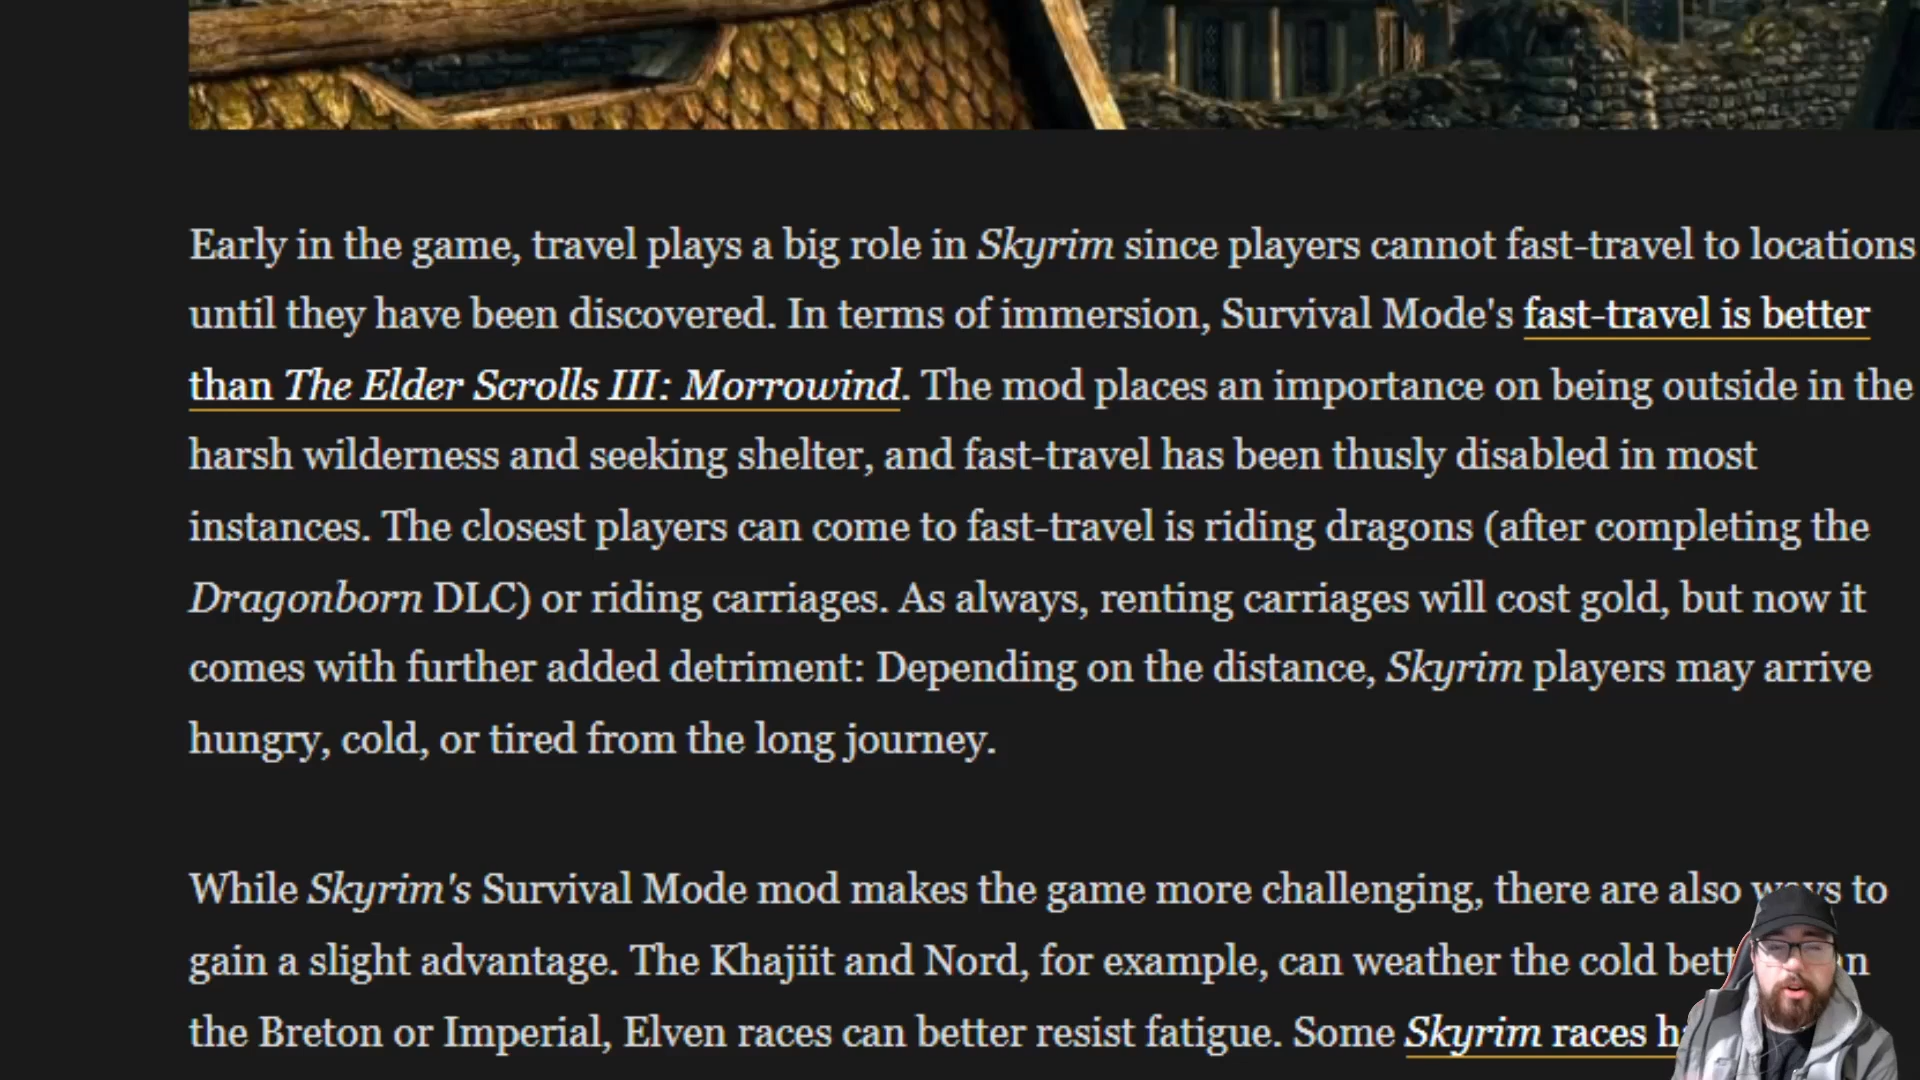 Early in the game, travel plays a big role in Skyrim since players cannot fast-travel to locations
until they have been discovered. In terms of immersion, Survival Mode's fast-travel is better
than The Elder Scrolls III: Morrowind. The mod places an importance on being outside in the
harsh wilderness and seeking shelter, and fast-travel has been thusly disabled in most
instances. The closest players can come to fast-travel is riding dragons (after completing the
Dragonborn DLC) or riding carriages. As always, renting carriages will cost gold, but now it
comes with further added detriment: Depending on the distance, Skyrim players may arrive
hungry, cold, or tired from the long journey.
While Skyrim's Survival Mode mod makes the game more challenging, there are also ways to
gain a slight advantage. The Khajiit and Nord, for example, can weather the cold
the Breton or Imperial, Elven races can better resist fatigue. Some Skyrim races